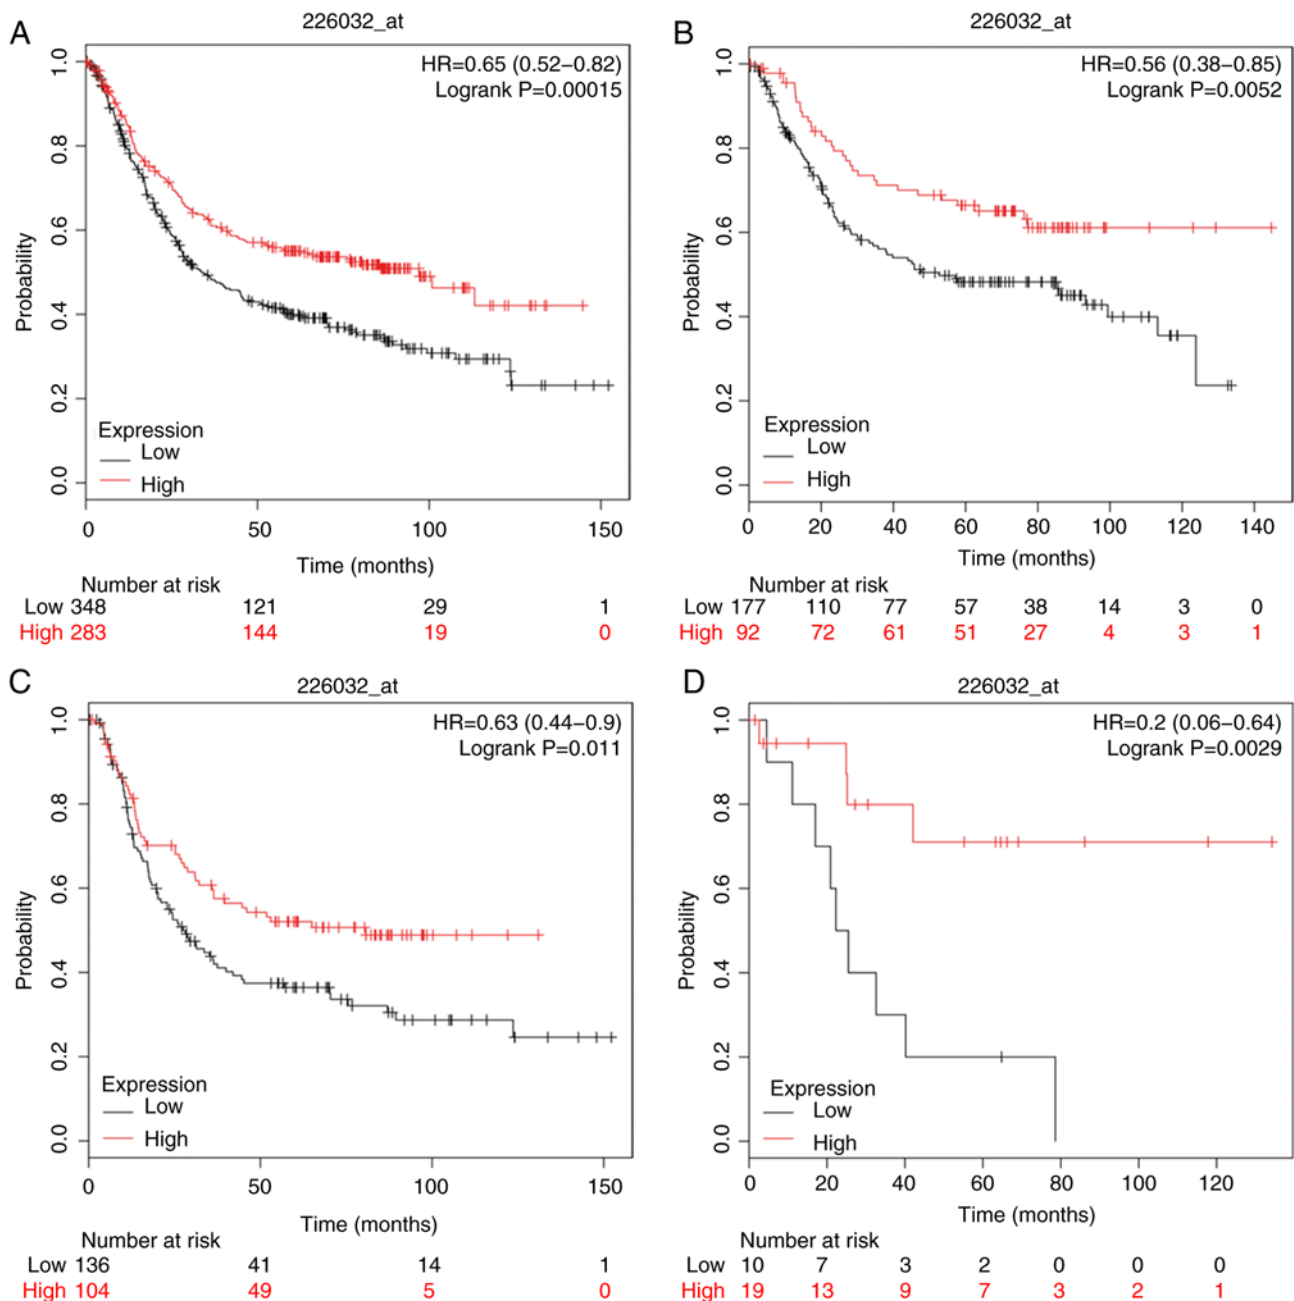 A
226032_at
HR=0.65 (0.52–0.82)
Logrank P=0.00015
1.0
0.8
0.6
0.4
0.2
0.0
Probability
Expression
Low
High
0 50 100 150
Time (months)
Number at risk
Low 348 121 29 1
High 283 144 19 0
B
226032_at
HR=0.56 (0.38–0.85)
Logrank P=0.0052
1.0
0.8
0.6
0.4
0.2
0.0
Probability
Expression
Low
High
0 20 40 60 80 100 120 140
Time (months)
Number at risk
Low 177 110 77 57 38 14 3 0
High 92 72 61 51 27 4 3 1
C
226032_at
HR=0.63 (0.44–0.9)
Logrank P=0.011
1.0
0.8
0.6
0.4
0.2
0.0
Probability
Expression
Low
High
0 50 100 150
Time (months)
Number at risk
Low 136 41 14 1
High 104 49 5 0
D
226032_at
HR=0.2 (0.06–0.64)
Logrank P=0.0029
1.0
0.8
0.6
0.4
0.2
0.0
Probability
Expression
Low
High
0 20 40 60 80 100 120
Time (months)
Number at risk
Low 10 7 3 2 0 0 0
High 19 13 9 7 3 2 1